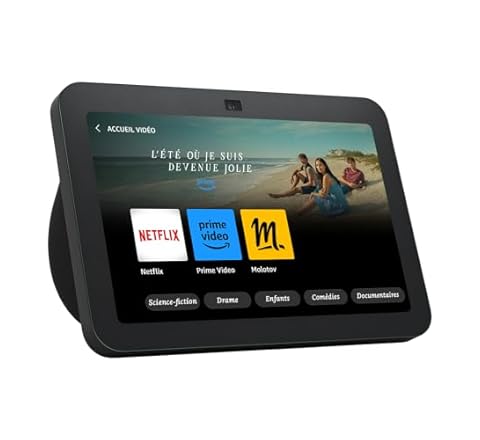 < ACCUEIL VIDÉO
L'ÉTÉ OÙ JE SUIS
DEVENUE JOLIE
NETFLIX
prime
video
m.
Netflix
Prime Video
Molotov
Science-fiction
Drame
Enfants
Comédies
Documentaires